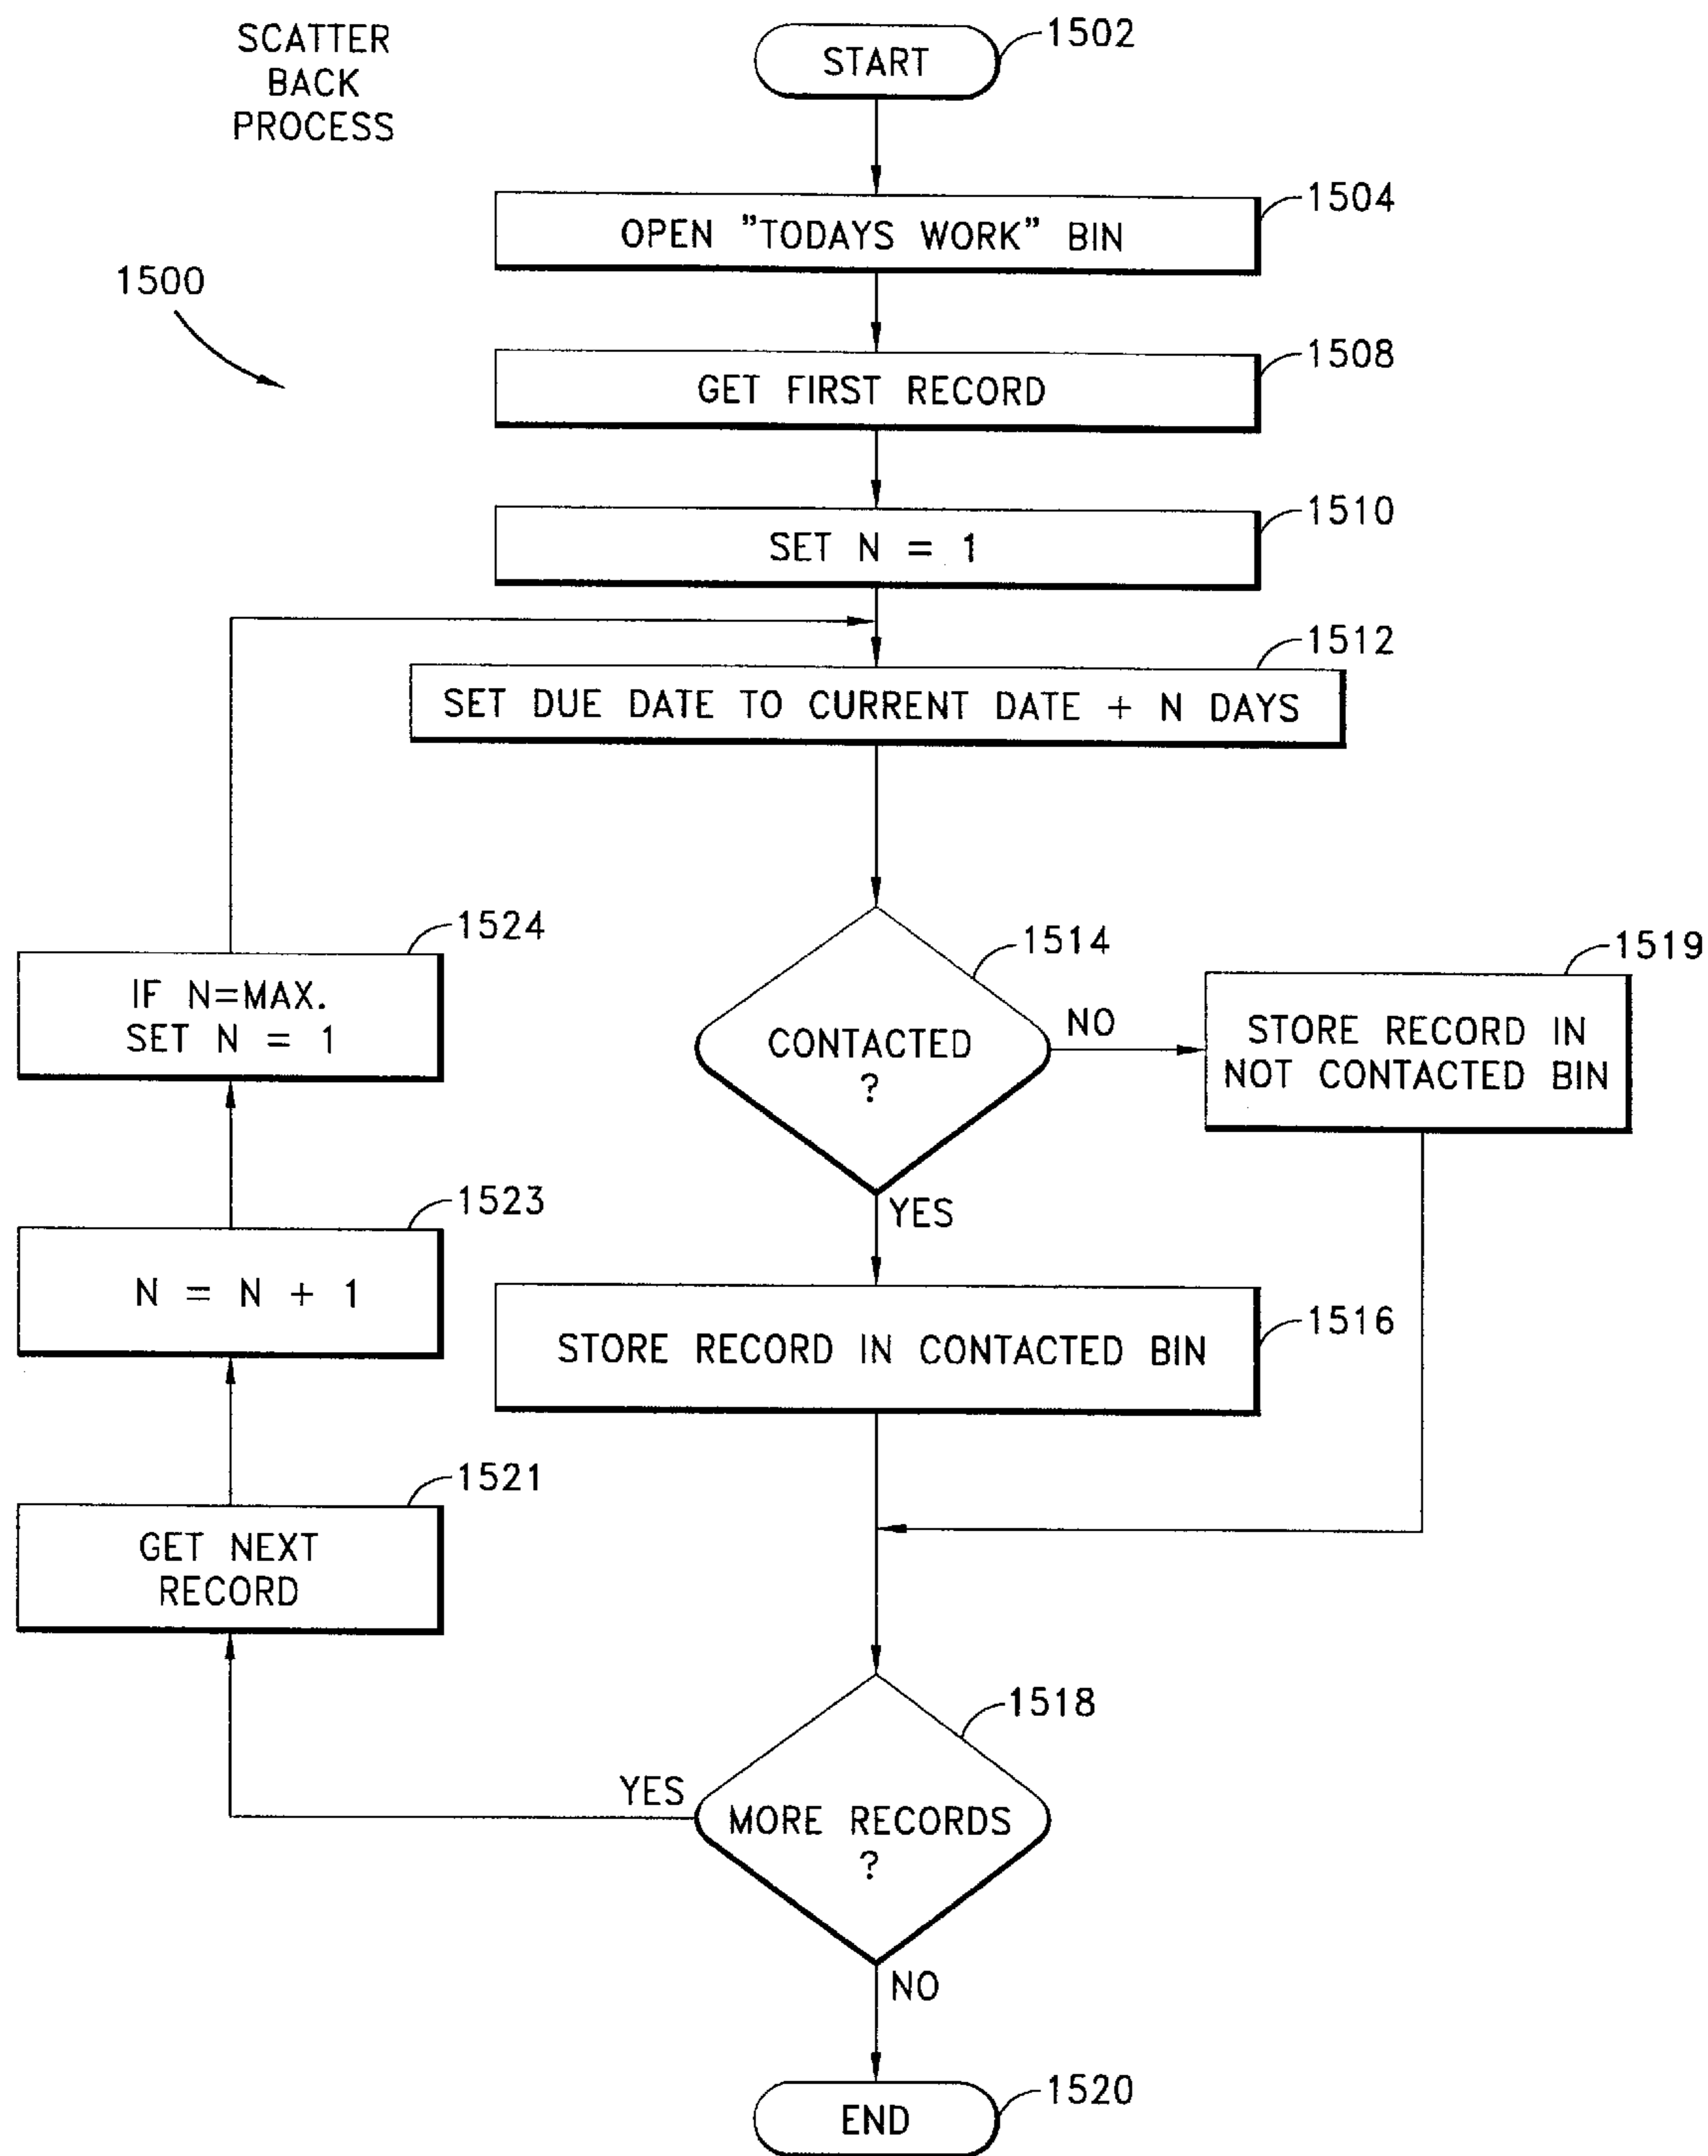 SCATTER
BACK
PROCESS
START
1502
OPEN "TODAYS WORK" BIN
1504
1500
GET FIRST RECORD
1508
SET N = 1
1510
SET DUE DATE TO CURRENT DATE + N DAYS
1512
IF N=MAX.
SET N = 1
1524
CONTACTED
?
1514
NO
STORE RECORD IN
NOT CONTACTED BIN
1519
YES
N = N + 1
1523
STORE RECORD IN CONTACTED BIN
1516
GET NEXT
RECORD
1521
MORE RECORDS
?
1518
YES
NO
END
1520